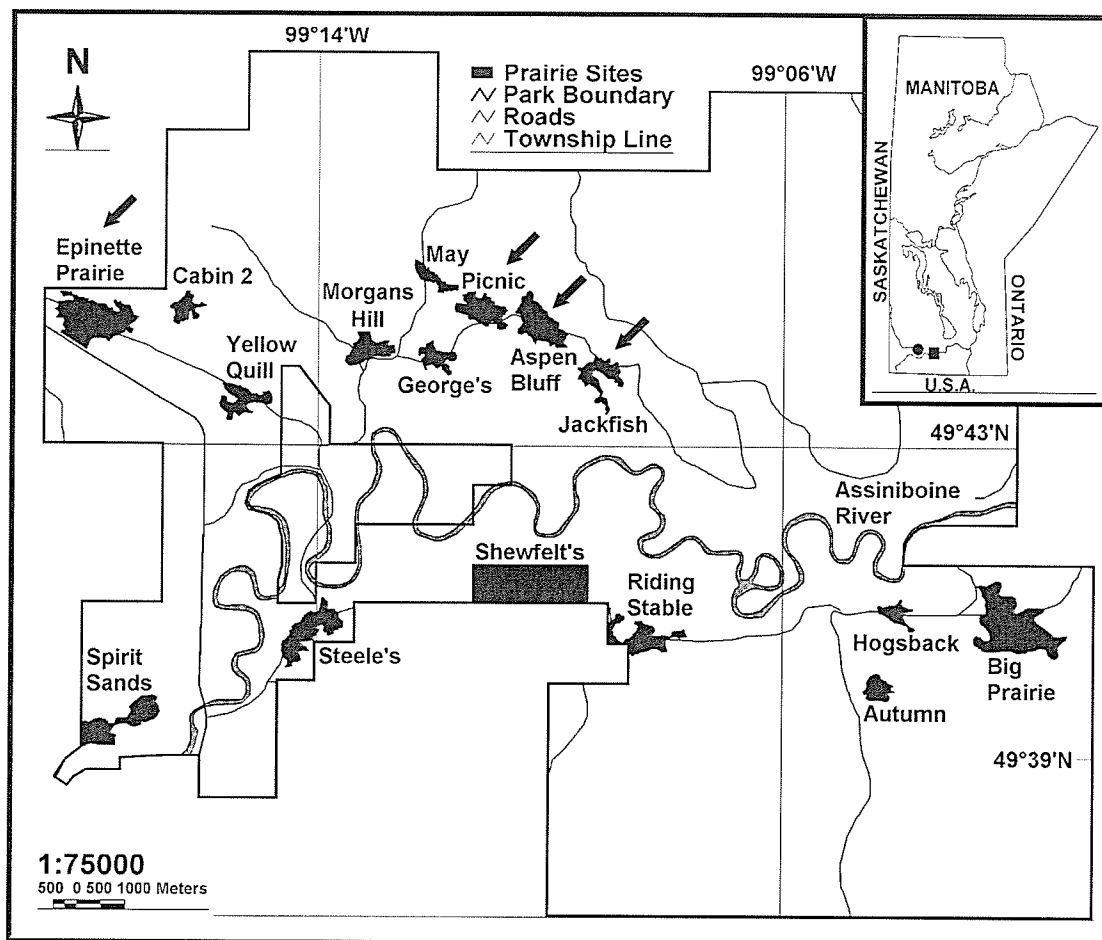 99°14'W
N
Prairie Sites
Park Boundary
Roads
Township Line
99°06'W
MANITOBA
SASKATCHEWAN
ONTARIO
U.S.A.
Epinette
Prairie
Cabin 2
May
Picnic
Morgans
Hill
Yellow
Quill
George's
Aspen
Bluff
Jackfish
49°43'N
Assiniboine
River
Shewfelt's
Riding
Stable
Steele's
Hogsback
Big
Prairie
Spirit
Sands
Autumn
49°39'N
1:75000
500 0 500 1000 Meters